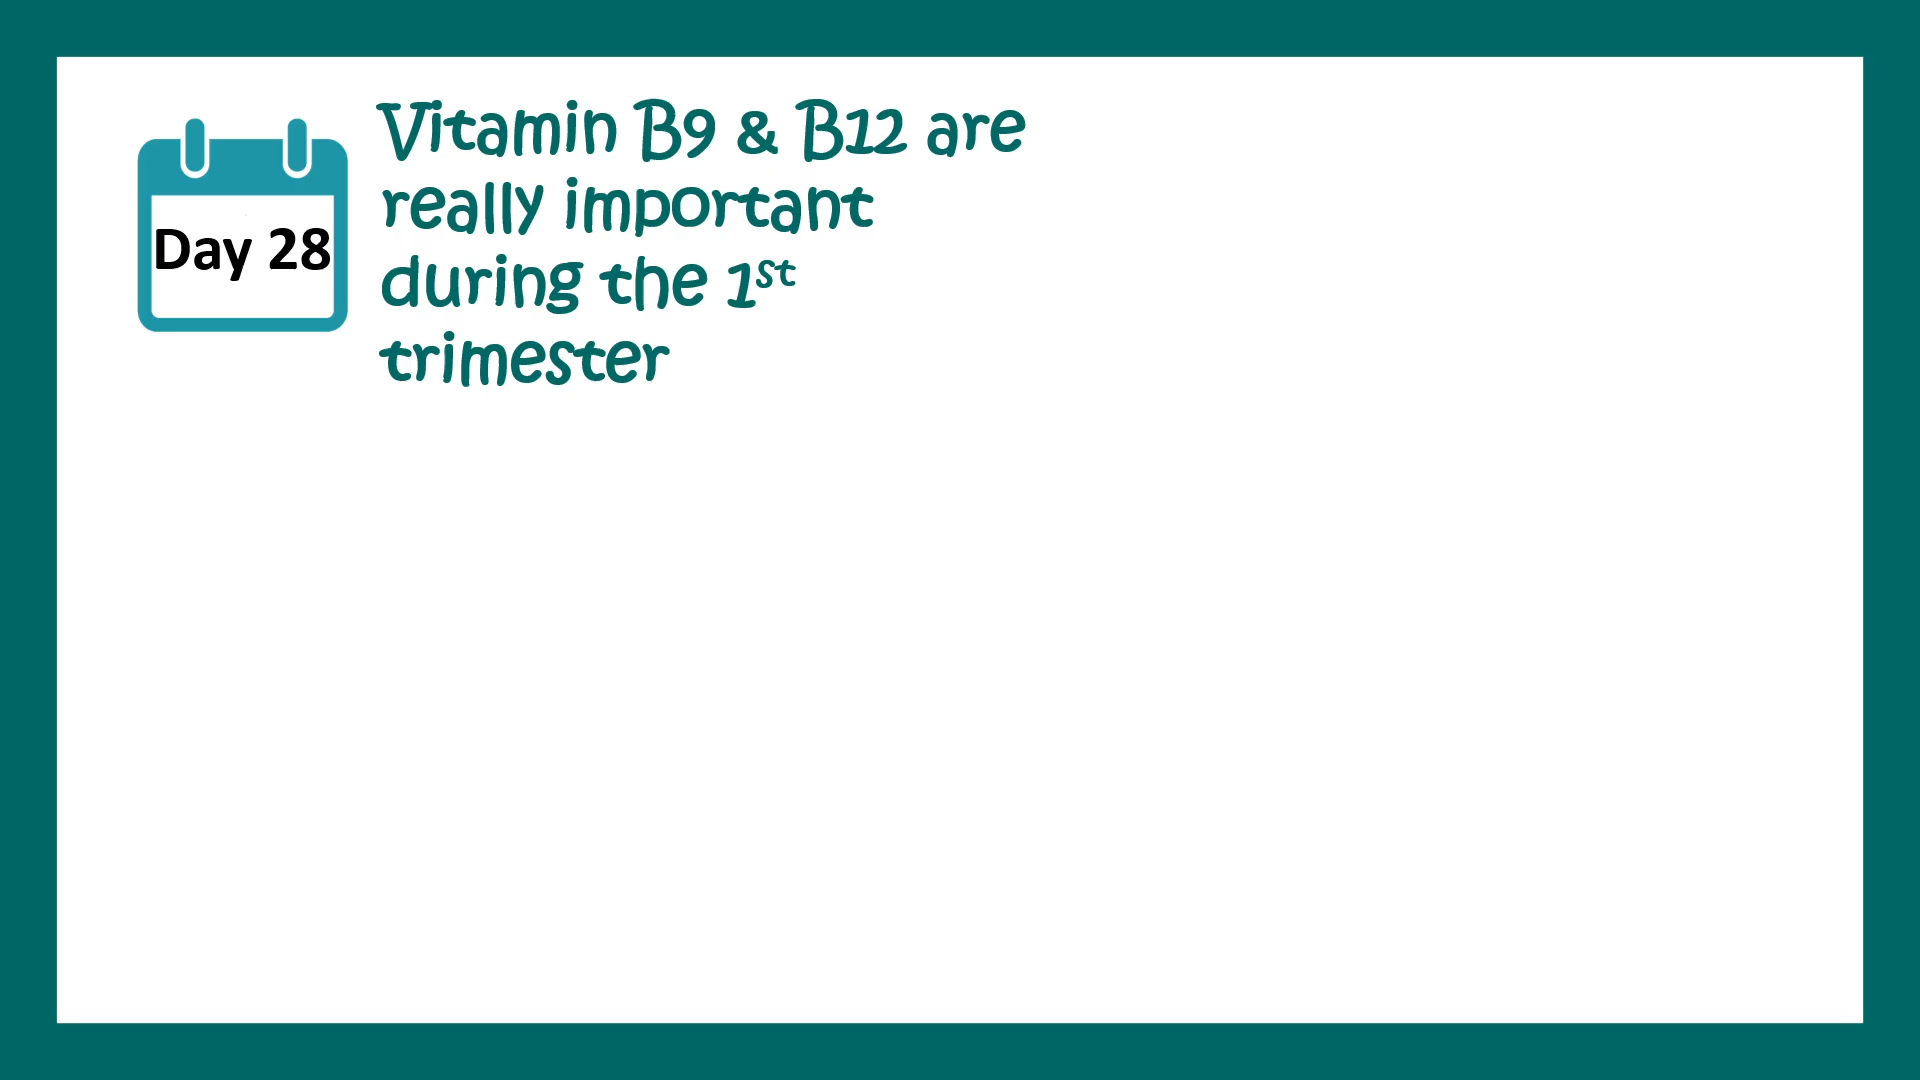 Day 28
Vitamin B9 & B12 are
really important
during the 1st
trimester